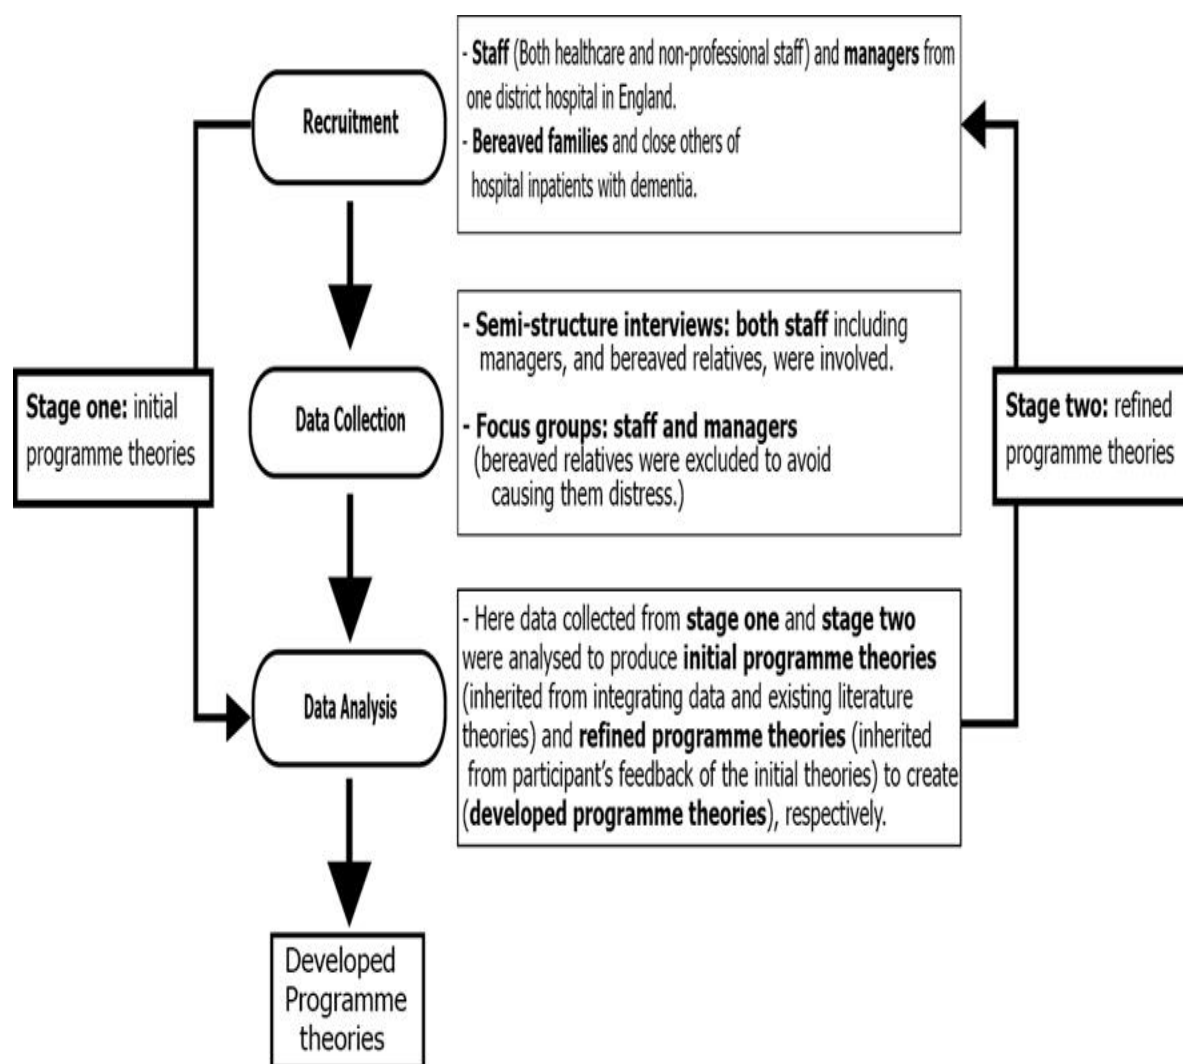 Recruitment
- Staff (Both healthcare and non-professional staff) and managers from
one district hospital in England.
- Bereaved families and close others of
hospital inpatients with dementia.
Stage one: initial
programme theories
Data Collection
- Semi-structure interviews: both staff including
managers, and bereaved relatives, were involved.
- Focus groups: staff and managers
(bereaved relatives were excluded to avoid
causing them distress.)
Stage two: refined
programme theories
Data Analysis
- Here data collected from stage one and stage two
were analysed to produce initial programme theories
(inherited from integrating data and existing literature
theories) and refined programme theories (inherited
from participant's feedback of the initial theories) to create
(developed programme theories), respectively.
Developed
Programme
theories